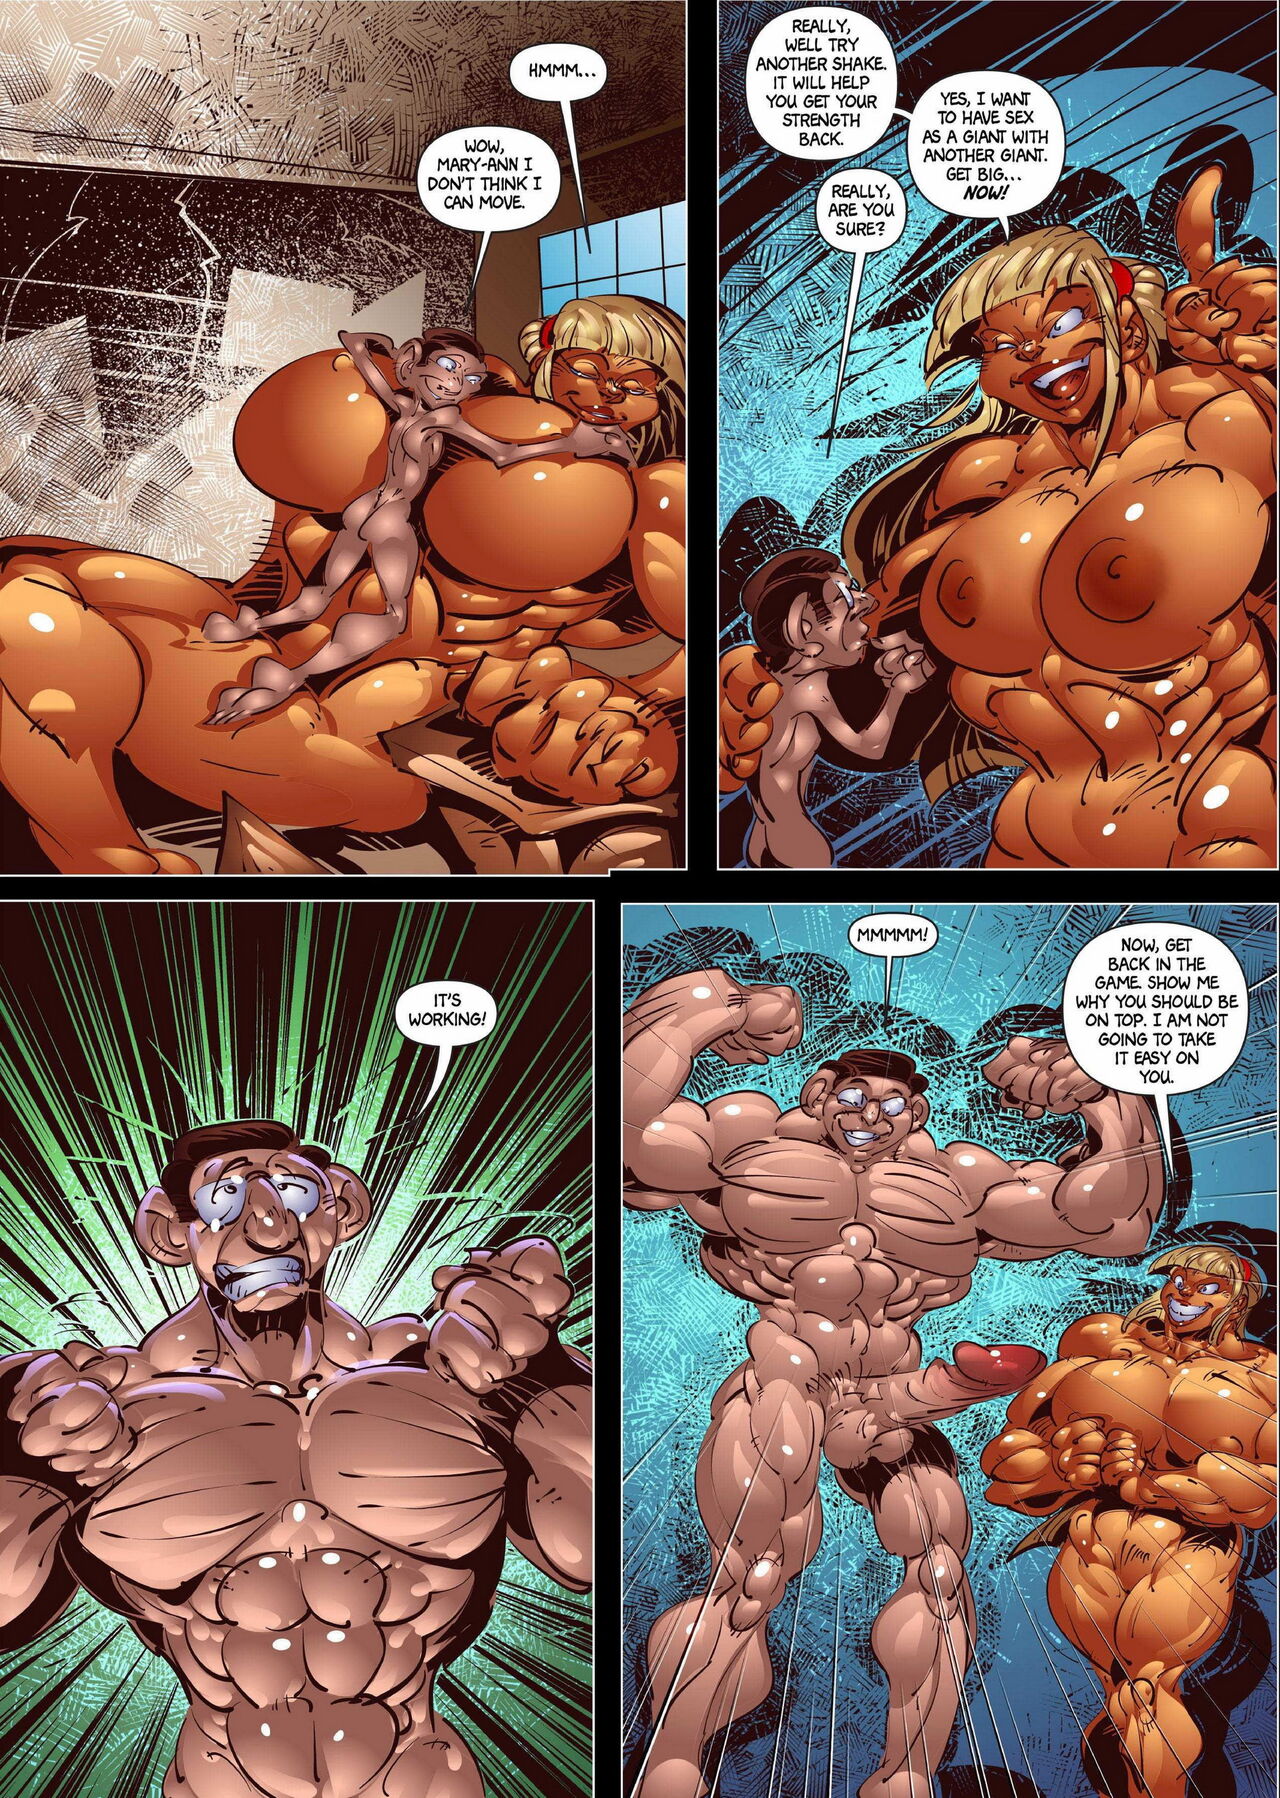 HMMM...
WOW,
MARY-ANN I
DON'T THINK I
CAN MOVE.
REALLY,
WELL TRY
ANOTHER SHAKE.
IT WILL HELP
YOU GET YOUR
STRENGTH
BACK.
YES, I WANT
TO HAVE SEX
AS A GIANT WITH
ANOTHER GIANT.
GET BIG...
NOW!
REALLY,
ARE YOU
SURE?
IT'S
WORKING!
MMMMM!
NOW, GET
BACK IN THE
GAME. SHOW ME
WHY YOU SHOULD BE
ON TOP. I AM NOT
GOING TO TAKE
IT EASY ON
YOU.